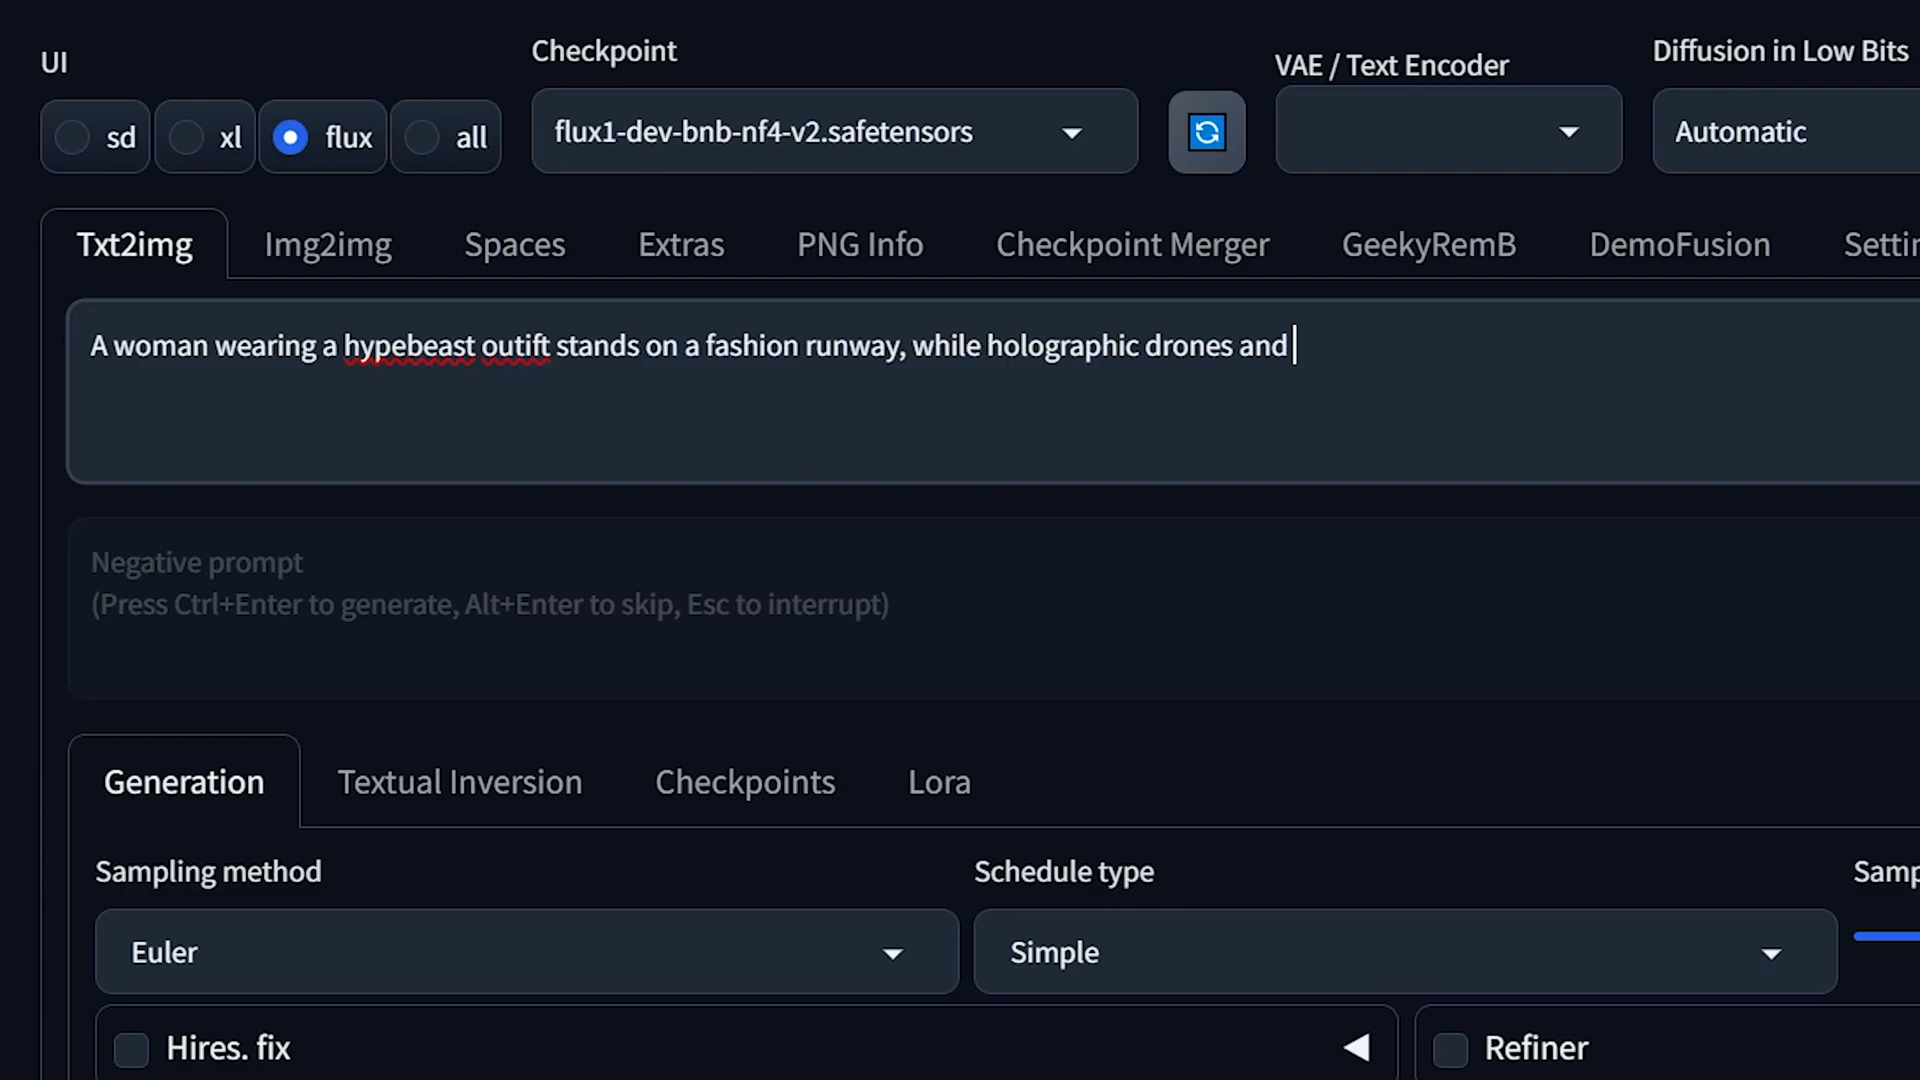 UI
Checkpoint
VAE / Text Encoder
Diffusion in Low Bits
sd
xl
flux
all
flux1-dev-bnb-nf4-v2.safetensors
Automatic
Txt2img
Img2img
Spaces
Extras
PNG Info
Checkpoint Merger
GeekyRemB
DemoFusion
Settin
A woman wearing a hypebeast outift stands on a fashion runway, while holographic drones and
Negative prompt
(Press Ctrl+Enter to generate, Alt+Enter to skip, Esc to interrupt)
Generation
Textual Inversion
Checkpoints
Lora
Sampling method
Schedule type
Samp
Euler
Simple
Hires. fix
Refiner